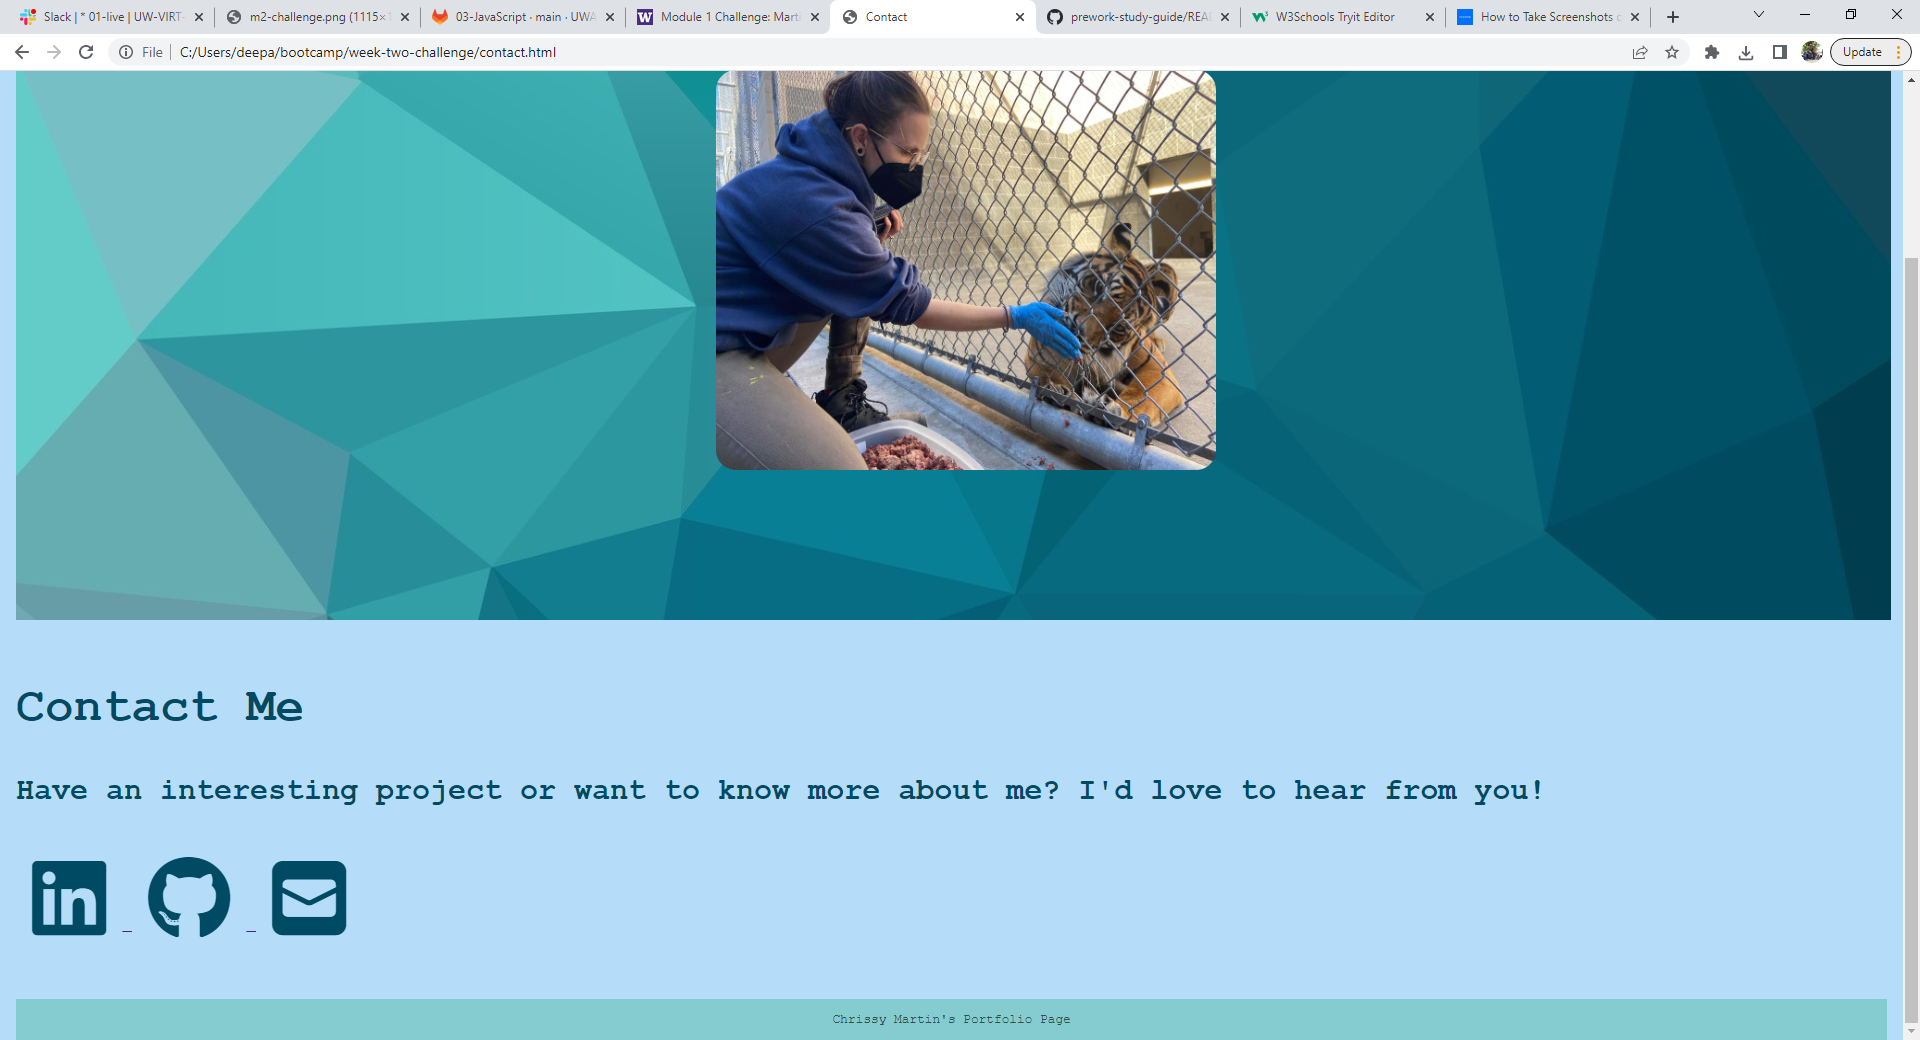 Slack | * 01-live | UW-VIRT-
m2-challenge.png (1115×
03-JavaScript · main · UWA
Module 1 Challenge: Mart
Contact
prework-study-guide/REA
W3Schools Tryit Editor
How to Take Screenshots
File
C:/Users/deepa/bootcamp/week-two-challenge/contact.html
Update
Contact Me
Have an interesting project or want to know more about me? I'd love to hear from you!
in
Chrissy Martin's Portfolio Page